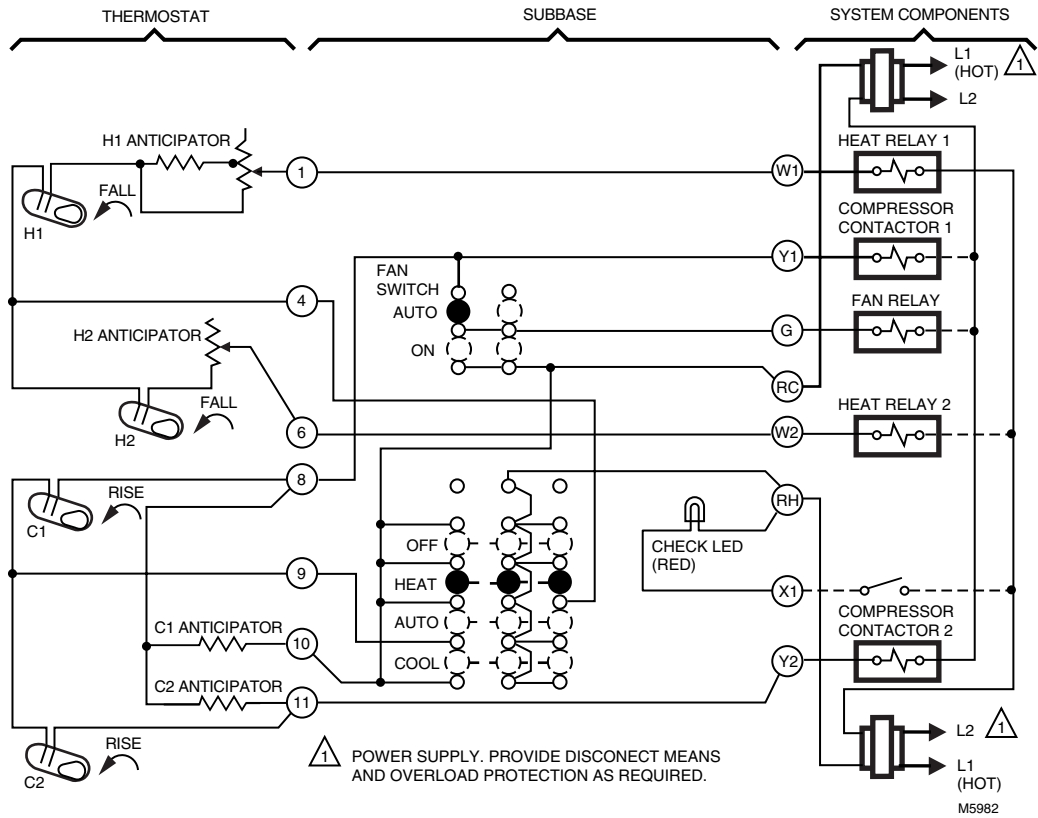 THERMOSTAT
SUBBASE
SYSTEM COMPONENTS
L1
(HOT)
1
L2
H1 ANTICIPATOR
HEAT RELAY 1
1
W1
FALL
H1
COMPRESSOR
CONTACTOR 1
FAN
SWITCH
Y1
AUTO
FAN RELAY
4
H2 ANTICIPATOR
G
ON
RC
FALL
HEAT RELAY 2
H2
6
W2
8
RISE
C1
RH
OFF
CHECK LED
(RED)
9
HEAT
X1
COMPRESSOR
CONTACTOR 2
AUTO
C1 ANTICIPATOR
10
COOL
Y2
C2 ANTICIPATOR
11
RISE
C2
L2
1
1
POWER SUPPLY. PROVIDE DISCONECT MEANS
AND OVERLOAD PROTECTION AS REQUIRED.
L1
(HOT)
M5982